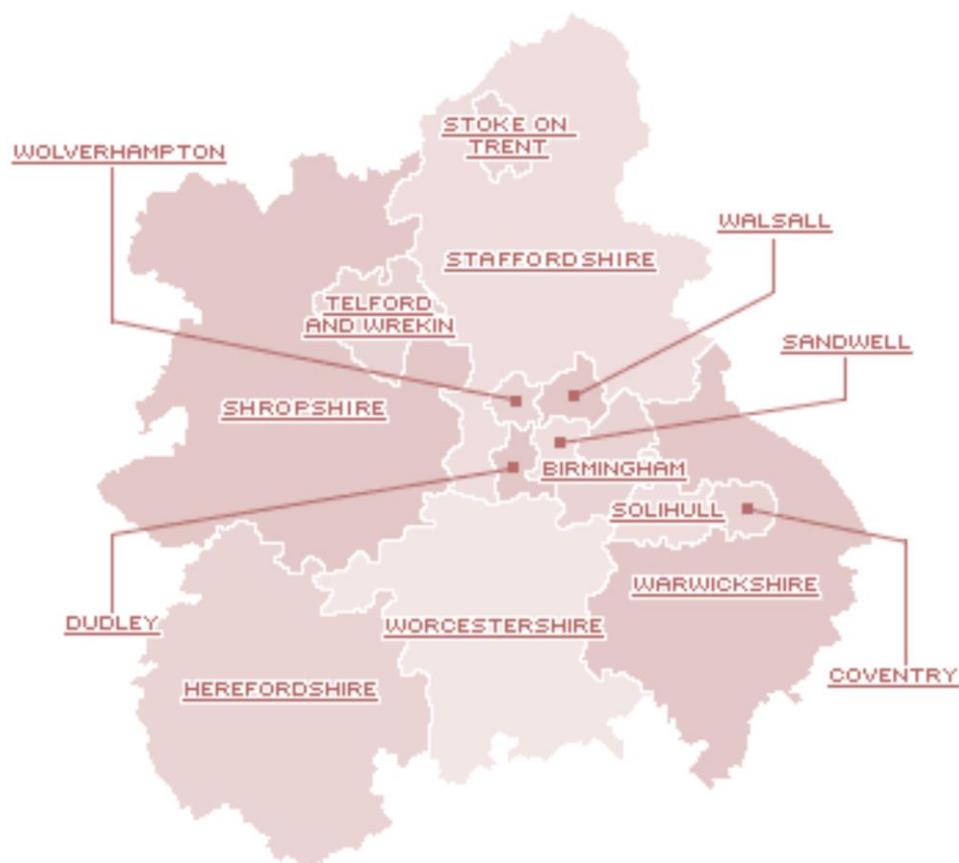 STOKE ON
TRENT
WOLVERHAMPTON
WALSALL
STAFFORDSHIRE
TELFORD
AND WREKIN
SANDWELL
SHROPSHIRE
BIRMINGHAM
SOLIHULL
WARWICKSHIRE
DUDLEY
WORCESTERSHIRE
COVENTRY
HEREFORDSHIRE